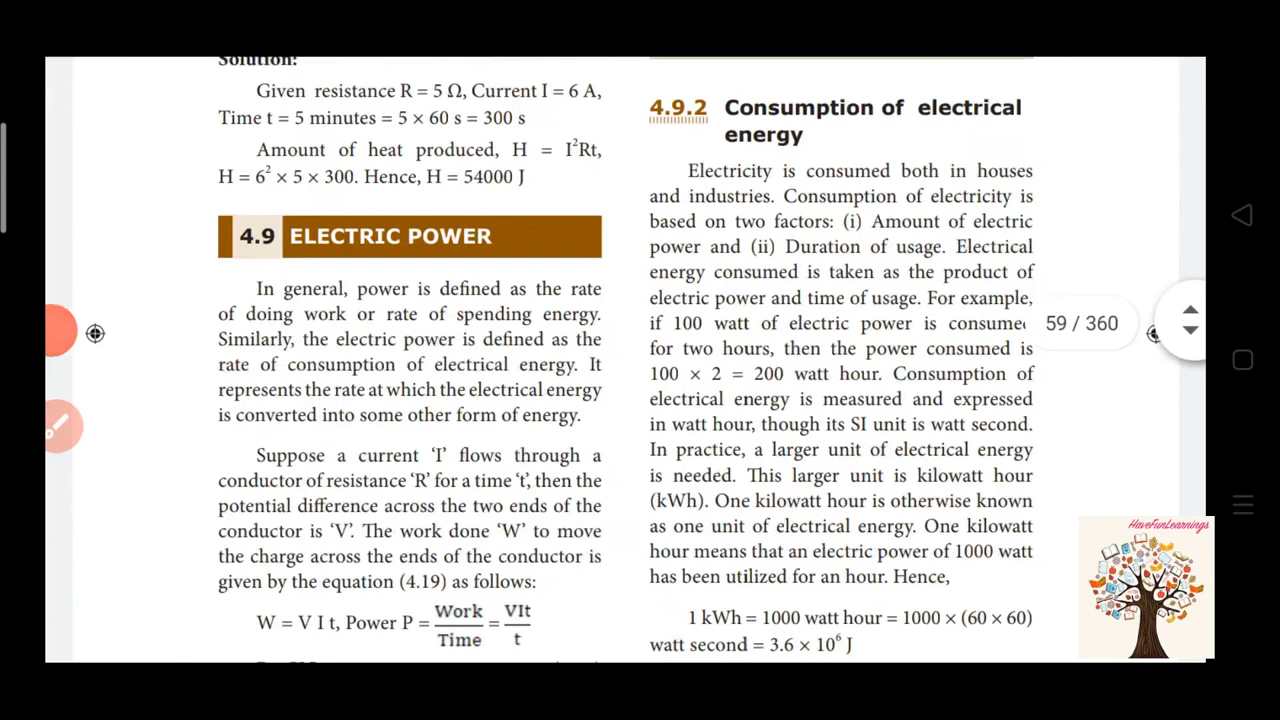 Solution:
Given resistance R = 5 Ω, Current I = 6 A,
Time t = 5 minutes = 5 × 60 s = 300 s
Amount of heat produced, H = I²Rt,
H = 6² × 5 × 300. Hence, H = 54000 J
4.9 ELECTRIC POWER
In general, power is defined as the rate
of doing work or rate of spending energy.
Similarly, the electric power is defined as the
rate of consumption of electrical energy. It
represents the rate at which the electrical energy
is converted into some other form of energy.
Suppose a current ‘I’ flows through a
conductor of resistance ‘R’ for a time ‘t’, then the
potential difference across the two ends of the
conductor is ‘V’. The work done ‘W’ to move
the charge across the ends of the conductor is
given by the equation (4.19) as follows:
W = V I t, Power P = Work/Time = VIt/t
4.9.2 Consumption of electrical
energy
Electricity is consumed both in houses
and industries. Consumption of electricity is
based on two factors: (i) Amount of electric
power and (ii) Duration of usage. Electrical
energy consumed is taken as the product of
electric power and time of usage. For example,
if 100 watt of electric power is consume
for two hours, then the power consumed is
100 × 2 = 200 watt hour. Consumption of
electrical energy is measured and expressed
in watt hour, though its SI unit is watt second.
In practice, a larger unit of electrical energy
is needed. This larger unit is kilowatt hour
(kWh). One kilowatt hour is otherwise known
as one unit of electrical energy. One kilowatt
hour means that an electric power of 1000 watt
has been utilized for an hour. Hence,
1 kWh = 1000 watt hour = 1000 × (60 × 60)
watt second = 3.6 × 10⁶ J
59 / 360
HaveFunLearnings